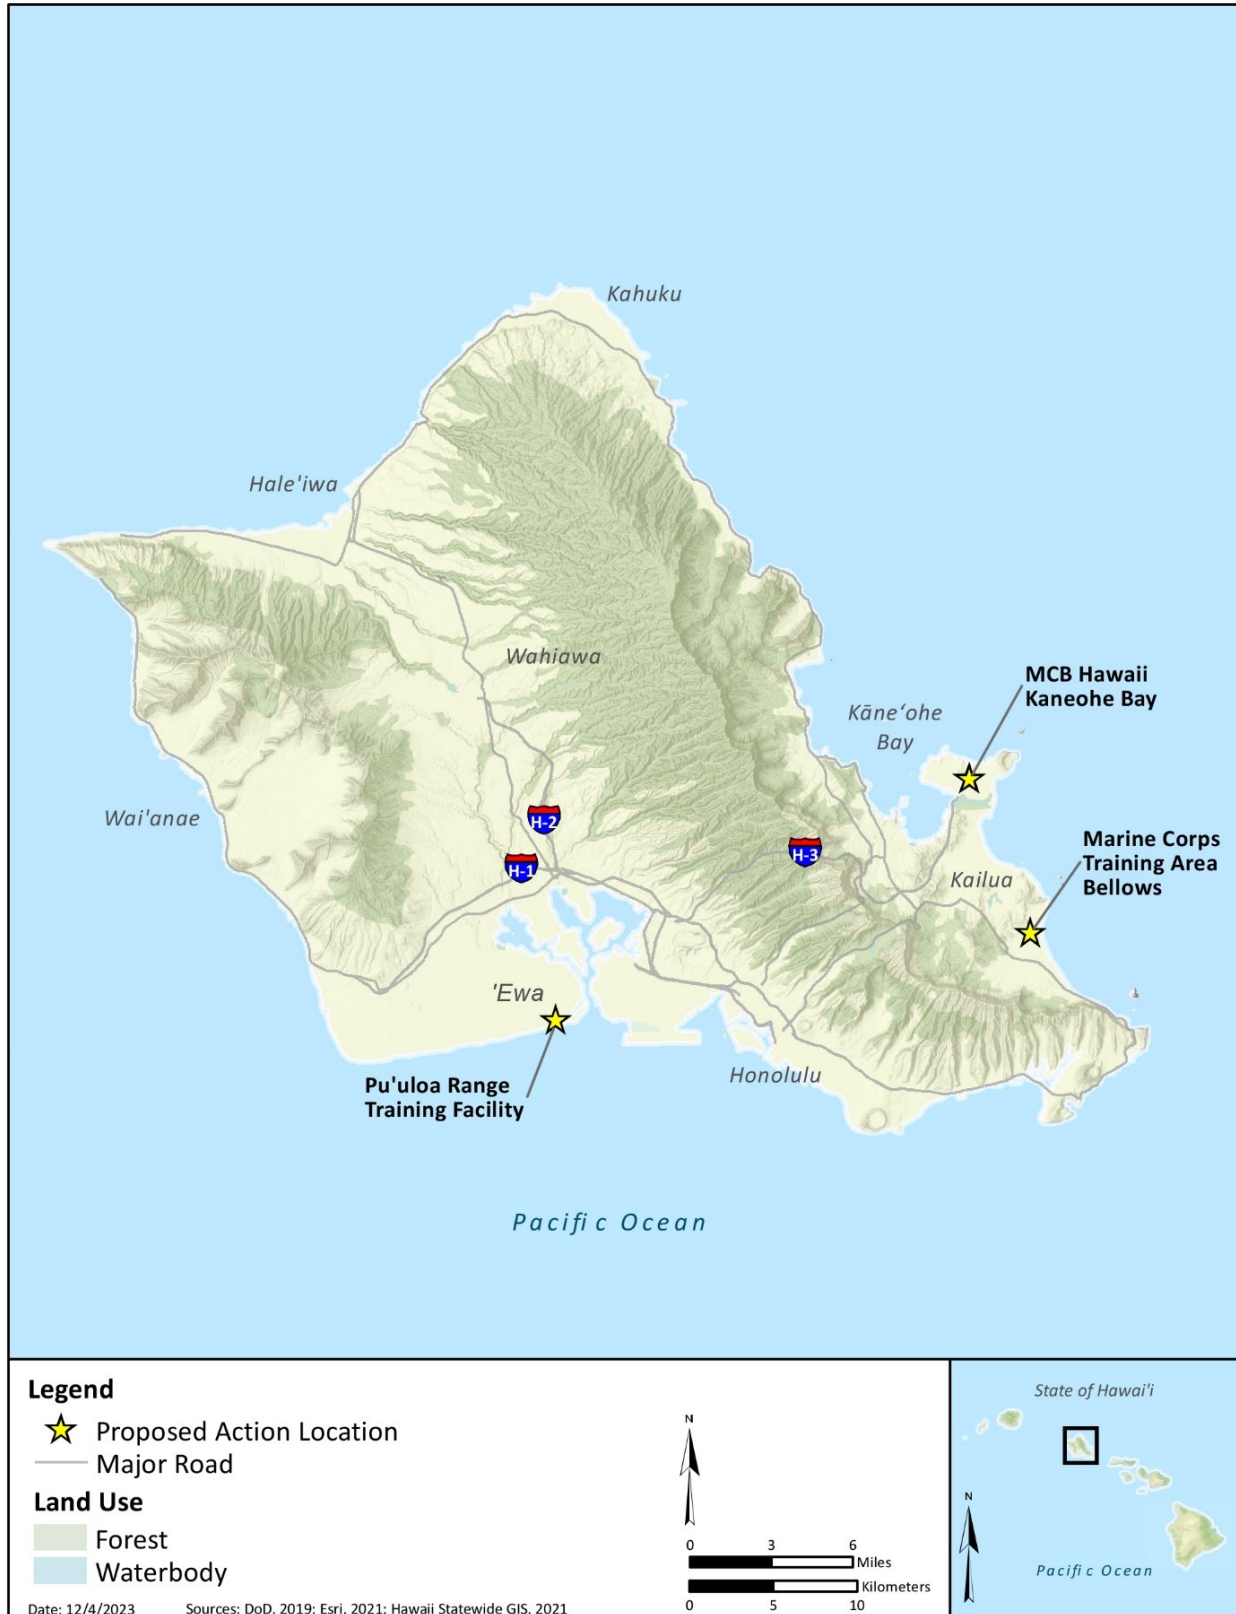 Kahuku
Hale'iwa
Wahiawa
MCB Hawaii
Kaneohe Bay
Kāneʻohe
Bay
Wai'anae
H-2
H-1
H-3
Marine Corps
Training Area
Bellows
Kailua
'Ewa
Honolulu
Pu'uloa Range
Training Facility
Pacific Ocean
Legend
Proposed Action Location
Major Road
Land Use
Forest
Waterbody
Date: 12/4/2023 Sources: DoD, 2019; Esri, 2021; Hawaii Statewide GIS, 2021
N
0 3 6
Miles
Kilometers
0 5 10
State of Hawai'i
N
Pacific Ocean